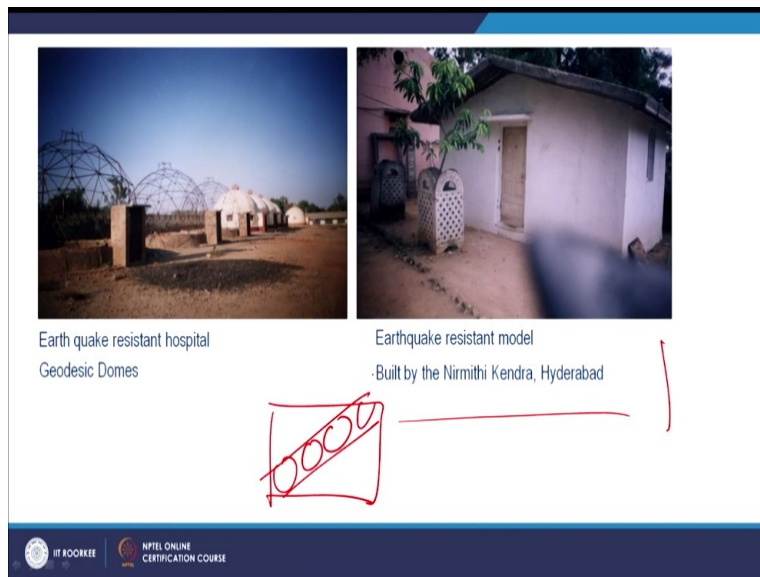 Earth quake resistant hospital
Geodesic Domes
Earthquake resistant model
·Built by the Nirmithi Kendra, Hyderabad
IIT ROORKEE
NPTEL ONLINE
CERTIFICATION COURSE